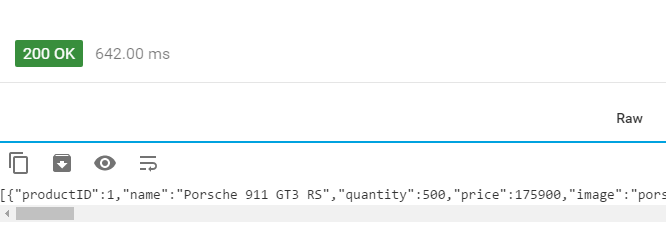 200 OK 642.00 ms
Raw
[{"productID":1,"name":"Porsche 911 GT3 RS","quantity":500,"price":175900,"image":"pors